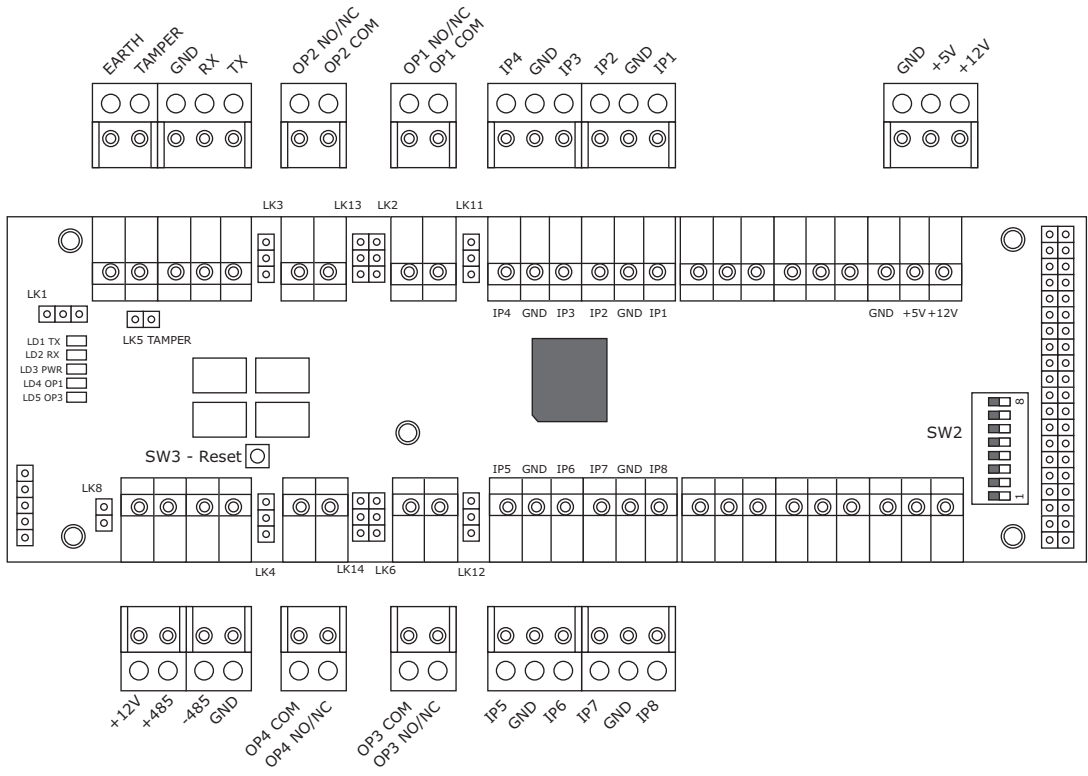 EARTH
TAMPER
GND
RX
TX
OP2 NO/NC
OP2 COM
OP1 NO/NC
OP1 COM
IP4
GND
IP3
IP2
GND
IP1
GND
+5V
+12V
LK3
LK13
LK2
LK11
LK1
IP4 GND IP3 IP2 GND IP1
GND +5V +12V
LK5 TAMPER
LD1 TX
LD2 RX
LD3 PWR
LD4 OP1
LD5 OP3
8
SW2
1
SW3 - Reset
LK8
IP5 GND IP6 IP7 GND IP8
LK4
LK14
LK6
LK12
+12V
+485
-485
GND
OP4 COM
OP4 NO/NC
OP3 COM
OP3 NO/NC
IP5
GND
IP6
IP7
GND
IP8